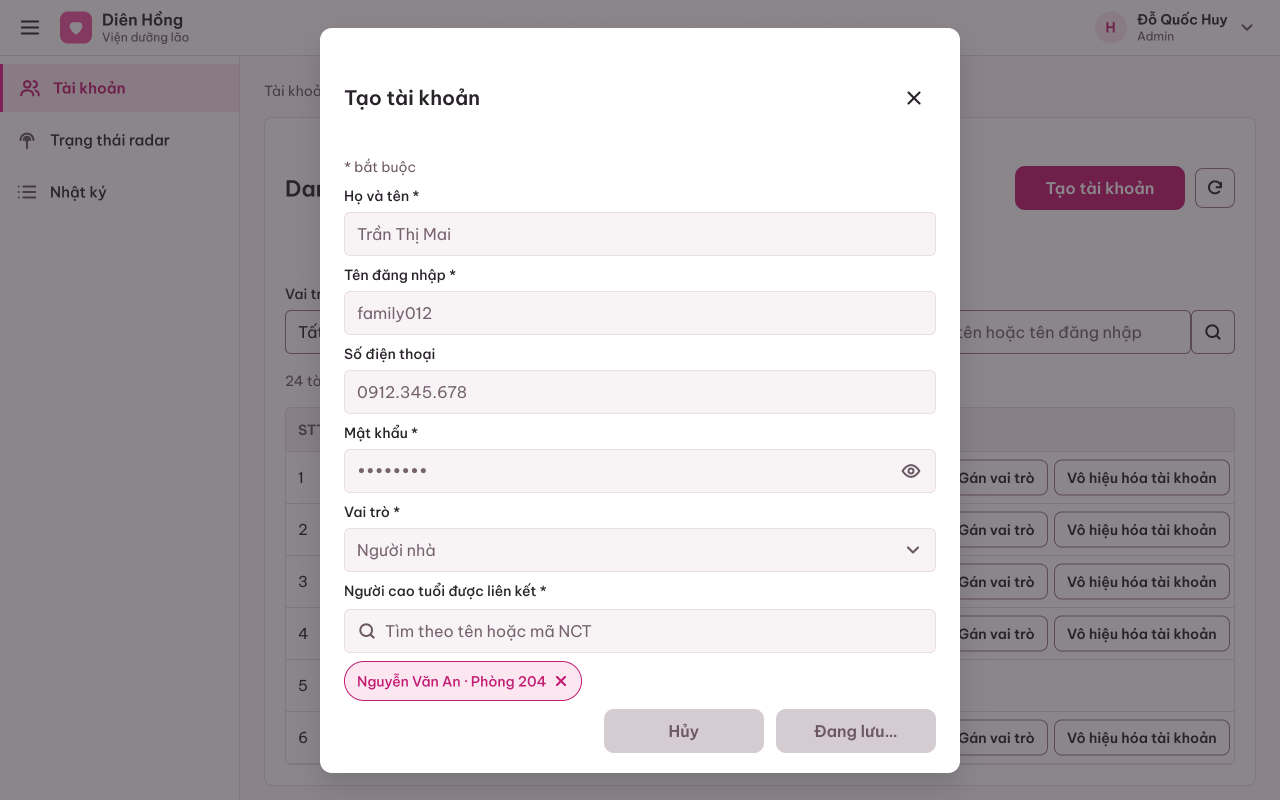 Diên Hồng
Viện dưỡng lão
H
Đỗ Quốc Huy
Admin
Tài khoản
Trạng thái radar
Nhật ký
Tạo tài khoản
* bắt buộc
Họ và tên *
Trần Thị Mai
Tên đăng nhập *
family012
Số điện thoại
0912.345.678
Mật khẩu *
••••••••
Vai trò *
Người nhà
Người cao tuổi được liên kết *
Tìm theo tên hoặc mã NCT
Nguyễn Văn An · Phòng 204
Hủy
Đang lưu...
Tạo tài khoản
tên hoặc tên đăng nhập
24
STT
1
Gán vai trò
Vô hiệu hóa tài khoản
2
Gán vai trò
Vô hiệu hóa tài khoản
3
Gán vai trò
Vô hiệu hóa tài khoản
4
Gán vai trò
Vô hiệu hóa tài khoản
5
6
Gán vai trò
Vô hiệu hóa tài khoản